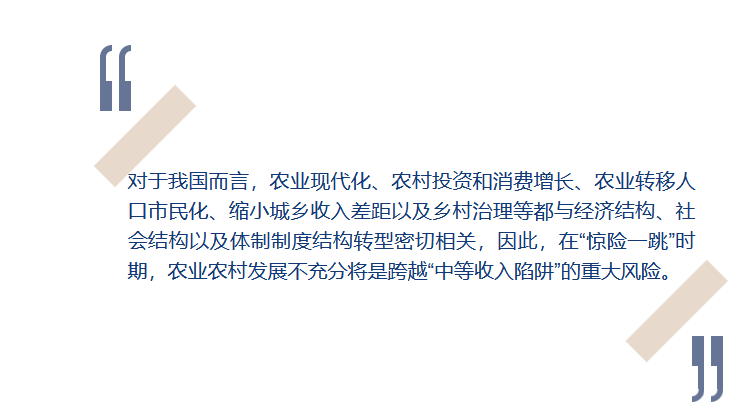 对于我国而言，农业现代化、农村投资和消费增长、农业转移人
口市民化、缩小城乡收入差距以及乡村治理等都与经济结构、社
会结构以及体制制度结构转型密切相关，因此，在“惊险一跳”时
期，农业农村发展不充分将是跨越“中等收入陷阱”的重大风险。